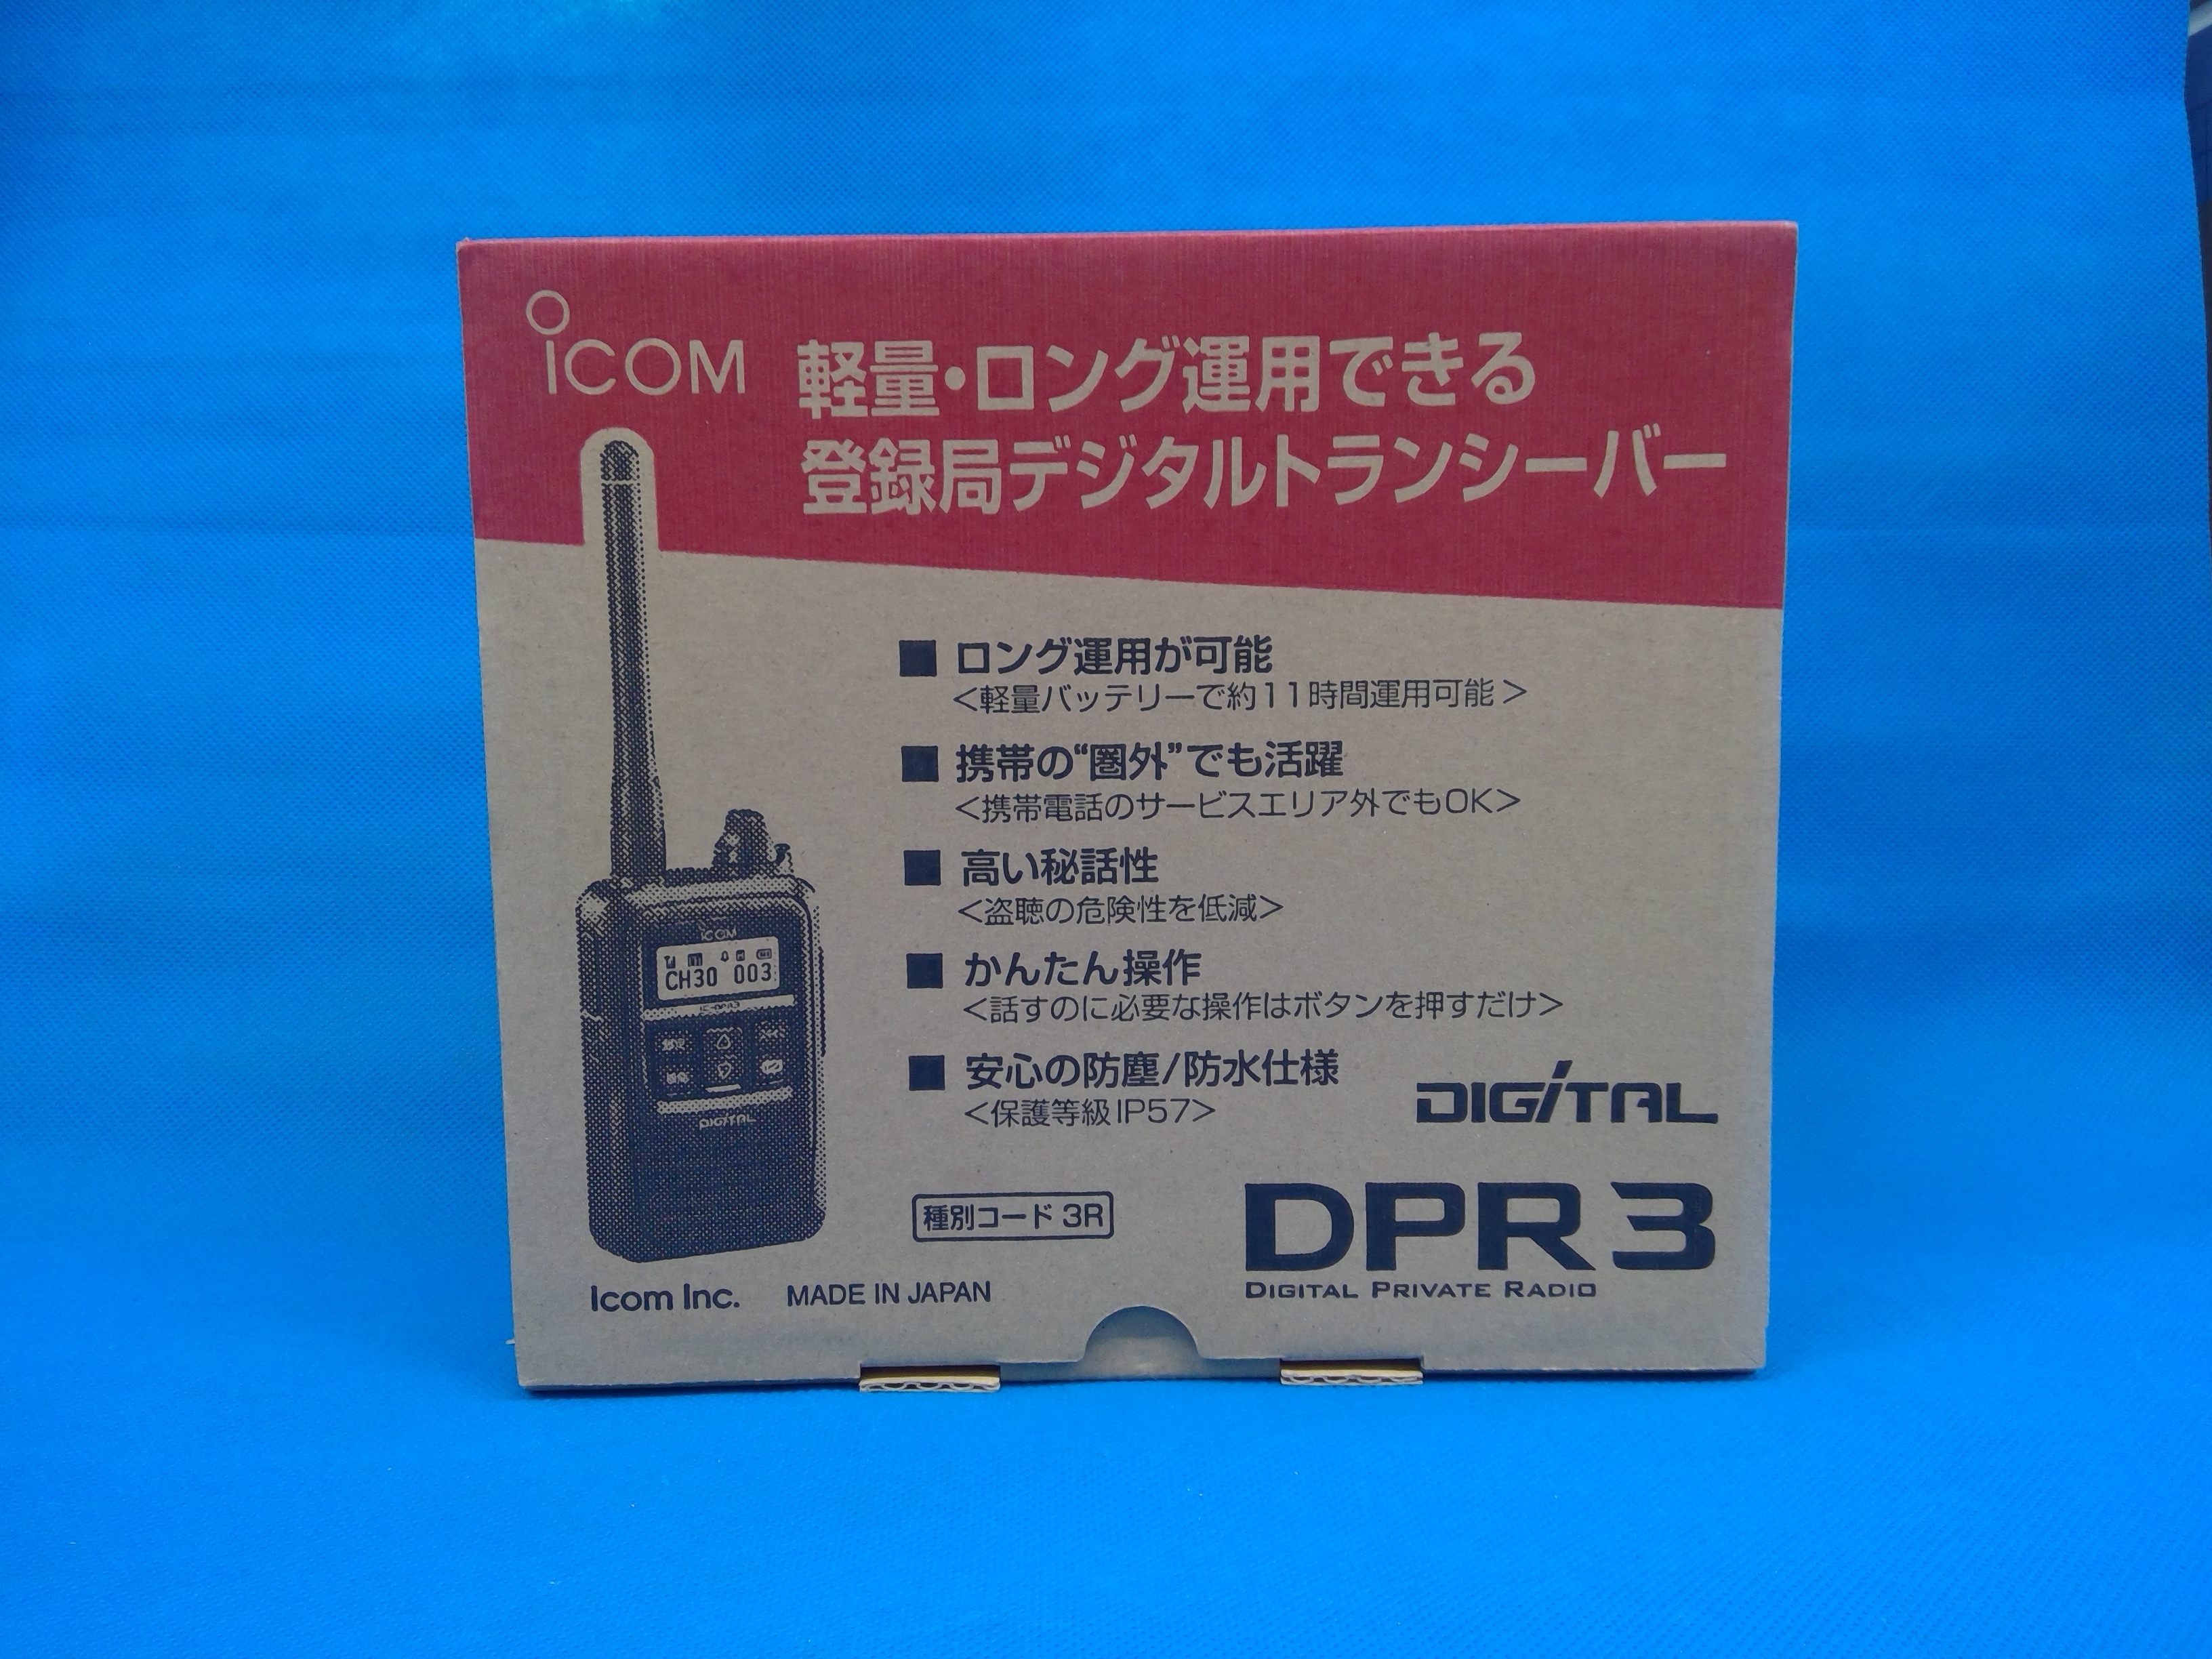 ICOM
軽量・ロング運用できる
登録局デジタルトランシーバー
■ ロング運用が可能
<軽量バッテリーで約11時間運用可能>
■ 携帯の“圏外”でも活躍
<携帯電話のサービスエリア外でもOK>
■ 高い秘話性
<盗聴の危険性を低減>
■ かんたん操作
<話すのに必要な操作はボタンを押すだけ>
■ 安心の防塵/防水仕様
<保護等級IP57>
ICOM
CH30 003
IC-DPR3
DIGITAL
DIGITAL
種別コード 3R
DPR3
DIGITAL PRIVATE RADIO
Icom Inc. MADE IN JAPAN